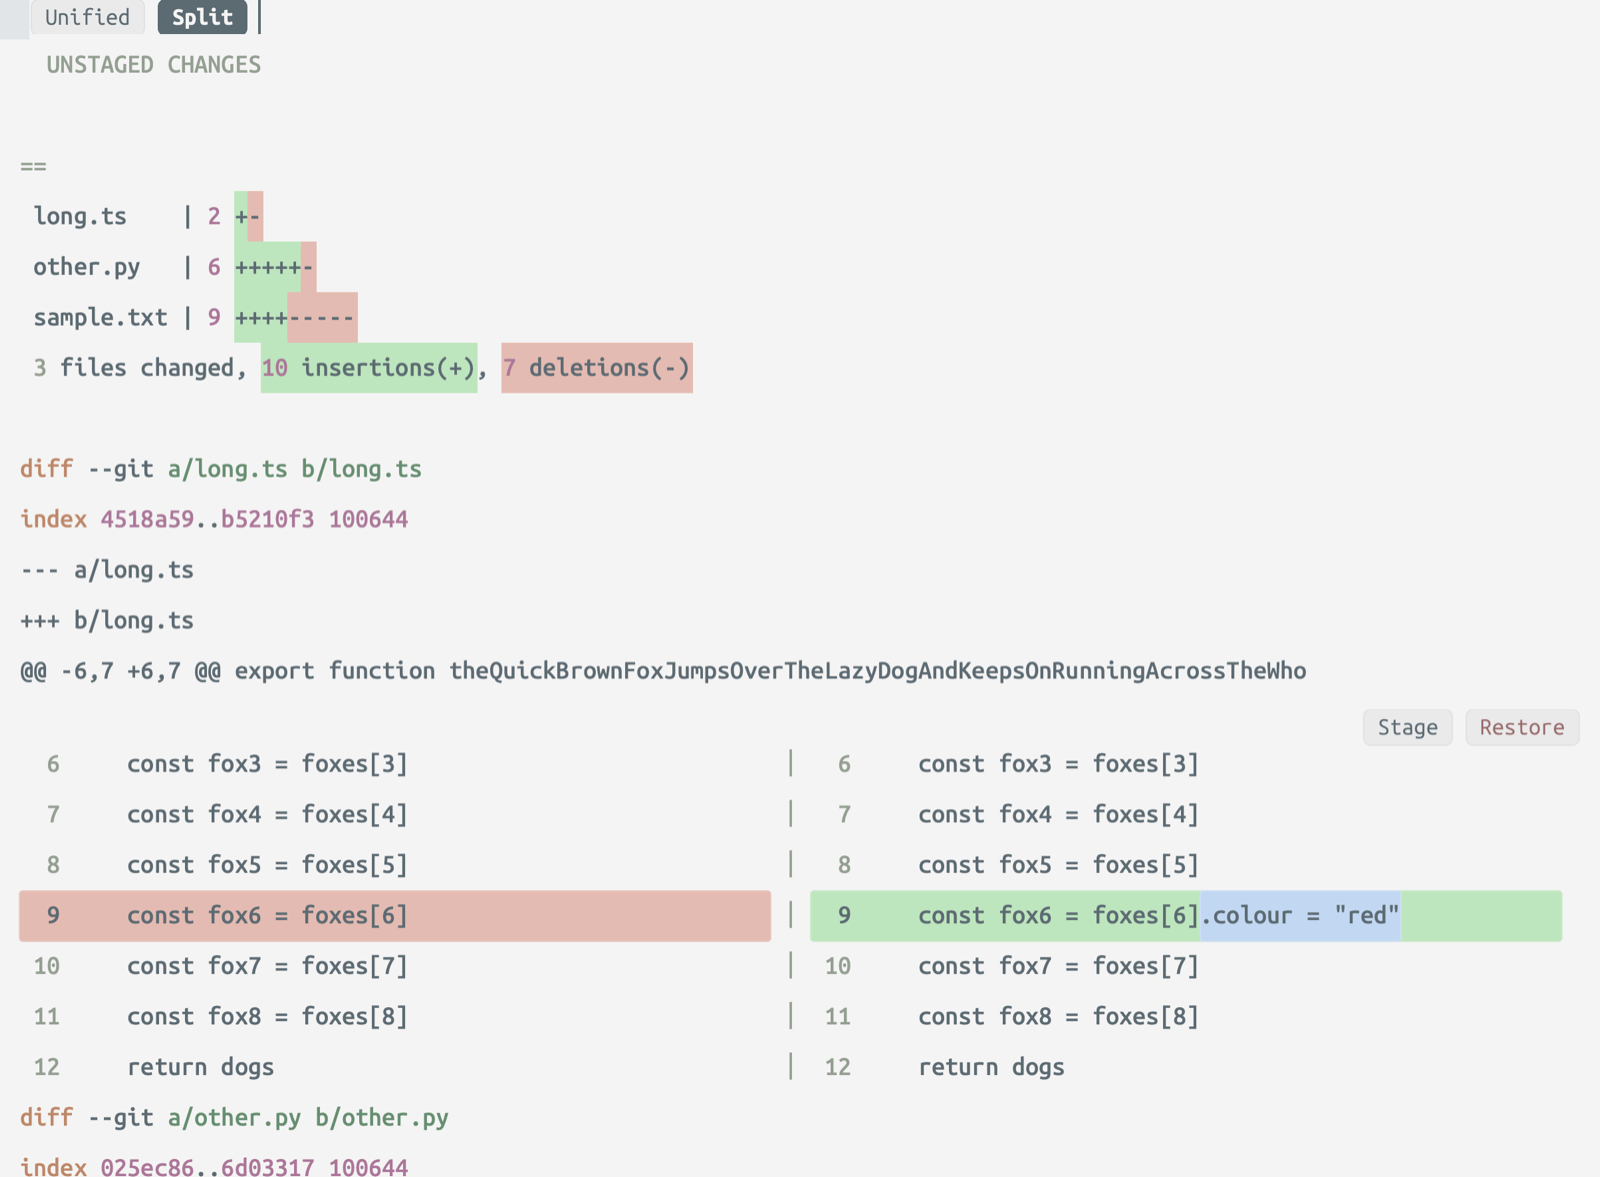 Unified Split
UNSTAGED CHANGES
==
long.ts    | 2 +-
other.py   | 6 +++++-
sample.txt | 9 ++++-----
3 files changed, 10 insertions(+), 7 deletions(-)
diff --git a/long.ts b/long.ts
index 4518a59..b5210f3 100644
--- a/long.ts
+++ b/long.ts
@@ -6,7 +6,7 @@ export function theQuickBrownFoxJumpsOverTheLazyDogAndKeepsOnRunningAcrossTheWho
Stage Restore
6 const fox3 = foxes[3] | 6 const fox3 = foxes[3]
7 const fox4 = foxes[4] | 7 const fox4 = foxes[4]
8 const fox5 = foxes[5] | 8 const fox5 = foxes[5]
9 const fox6 = foxes[6] | 9 const fox6 = foxes[6].colour = "red"
10 const fox7 = foxes[7] | 10 const fox7 = foxes[7]
11 const fox8 = foxes[8] | 11 const fox8 = foxes[8]
12 return dogs | 12 return dogs
diff --git a/other.py b/other.py
index 025ec86..6d03317 100644